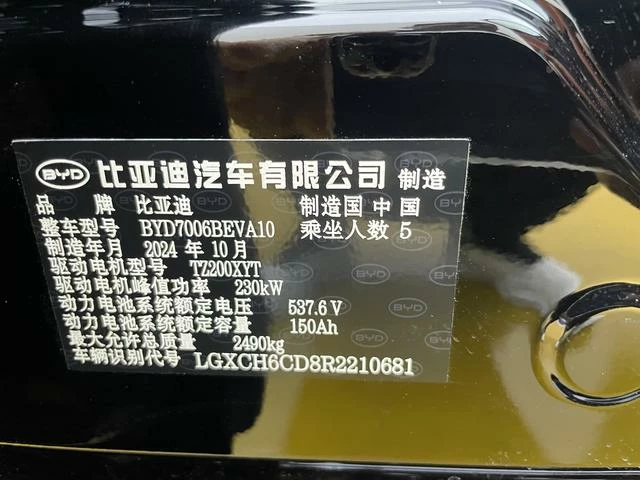 BYD 比亚迪汽车有限公司 制造
品牌 比亚迪 制造国 中国
整车型号 BYD7006BEVA10 乘坐人数 5
制造年月 2024 年 10 月
驱动电机型号 TZ200XYT
驱动电机峰值功率 230kW
动力电池系统额定电压 537.6 V
动力电池系统额定容量 150Ah
最大允许总质量 2490kg
车辆识别代号 LGXCH6CD8R2210681